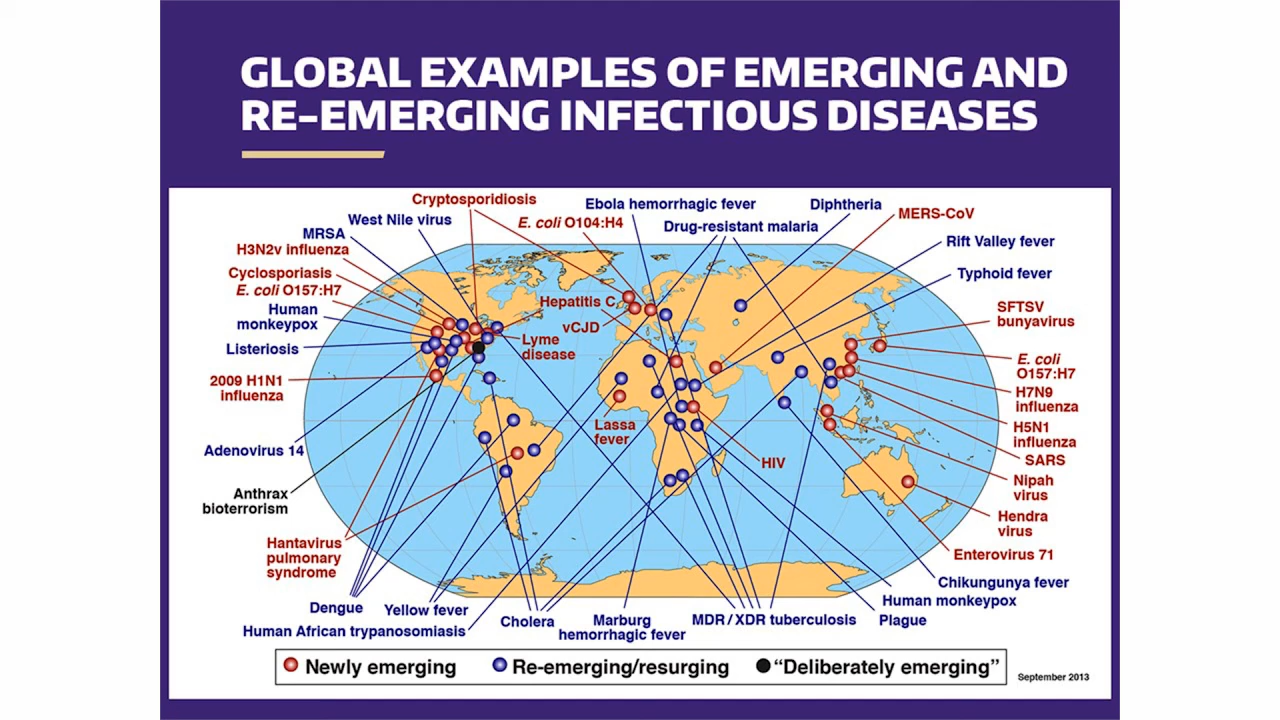 GLOBAL EXAMPLES OF EMERGING AND
RE-EMERGING INFECTIOUS DISEASES
Cryptosporidiosis
Ebola hemorrhagic fever
Diphtheria
MERS-CoV
West Nile virus
E. coli O104:H4
Drug-resistant malaria
MRSA
H3N2v influenza
Rift Valley fever
Cyclosporiasis
Typhoid fever
E. coli O157:H7
Hepatitis C
Human
monkeypox
vCJD
SFTSV
bunyavirus
Listeriosis
Lyme
disease
E. coli
O157:H7
2009 H1N1
influenza
H7N9
influenza
Lassa
fever
H5N1
influenza
Adenovirus 14
HIV
SARS
Anthrax
bioterrorism
Nipah
virus
Hendra
virus
Hantavirus
pulmonary
syndrome
Enterovirus 71
Chikungunya fever
Human monkeypox
Dengue
Yellow fever
Cholera
Marburg
hemorrhagic fever
MDR/XDR tuberculosis
Plague
Human African trypanosomiasis
Newly emerging
Re-emerging/resurging
“Deliberately emerging”
September 2013